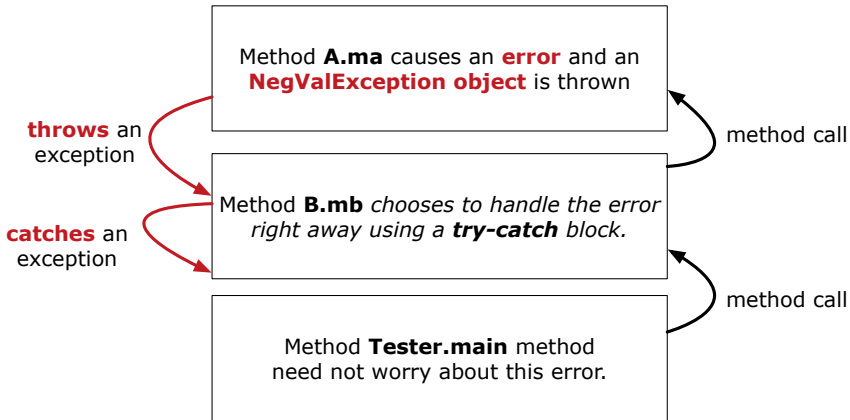 Method A.ma causes an error and an
NegValException object is thrown
throws an
exception
method call
Method B.mb chooses to handle the error
right away using a try-catch block.
catches an
exception
method call
Method Tester.main method
need not worry about this error.